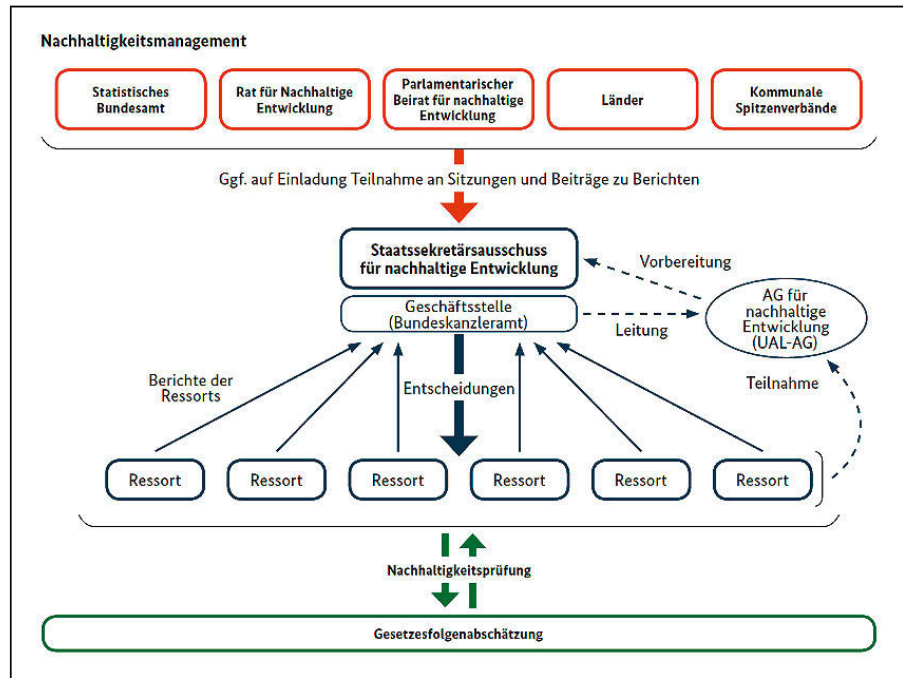 Nachhaltigkeitsmanagement
Statistisches
Bundesamt
Rat für Nachhaltige
Entwicklung
Parlamentarischer
Beirat für nachhaltige
Entwicklung
Länder
Kommunale
Spitzenverbände
Ggf. auf Einladung Teilnahme an Sitzungen und Beiträge zu Berichten
Staatssekretärsausschuss
für nachhaltige Entwicklung
Vorbereitung
Geschäftsstelle
(Bundeskanzleramt)
Leitung
AG für
nachhaltige
Entwicklung
(UAL-AG)
Berichte der
Ressorts
Entscheidungen
Teilnahme
Ressort
Ressort
Ressort
Ressort
Ressort
Ressort
Nachhaltigkeitsprüfung
Gesetzesfolgenabschätzung